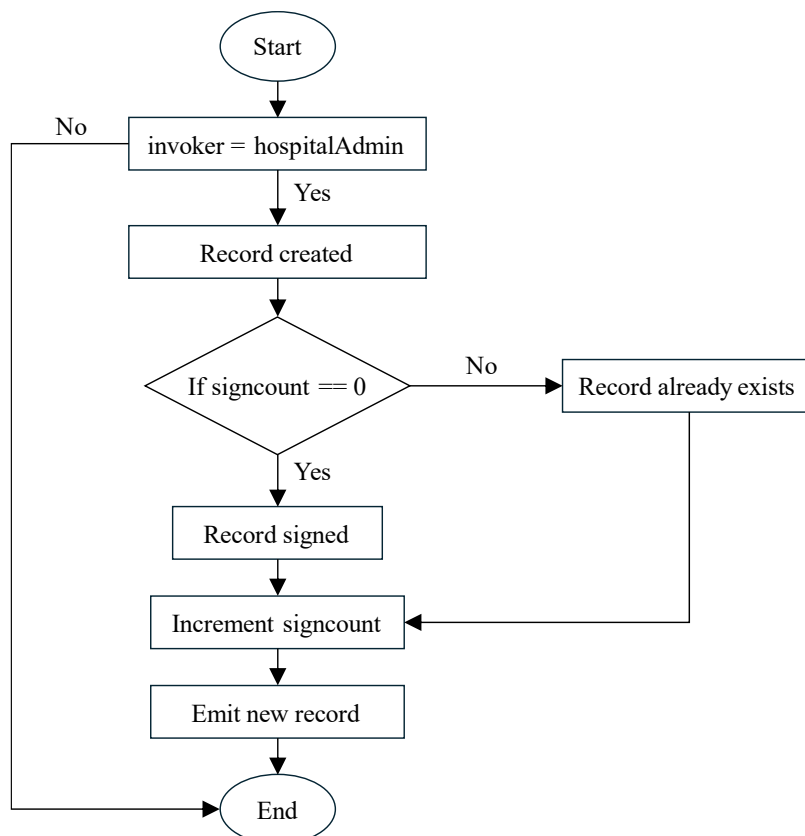 Start
No
invoker = hospitalAdmin
Yes
Record created
If signcount == 0
No
Record already exists
Yes
Record signed
Increment signcount
Emit new record
End